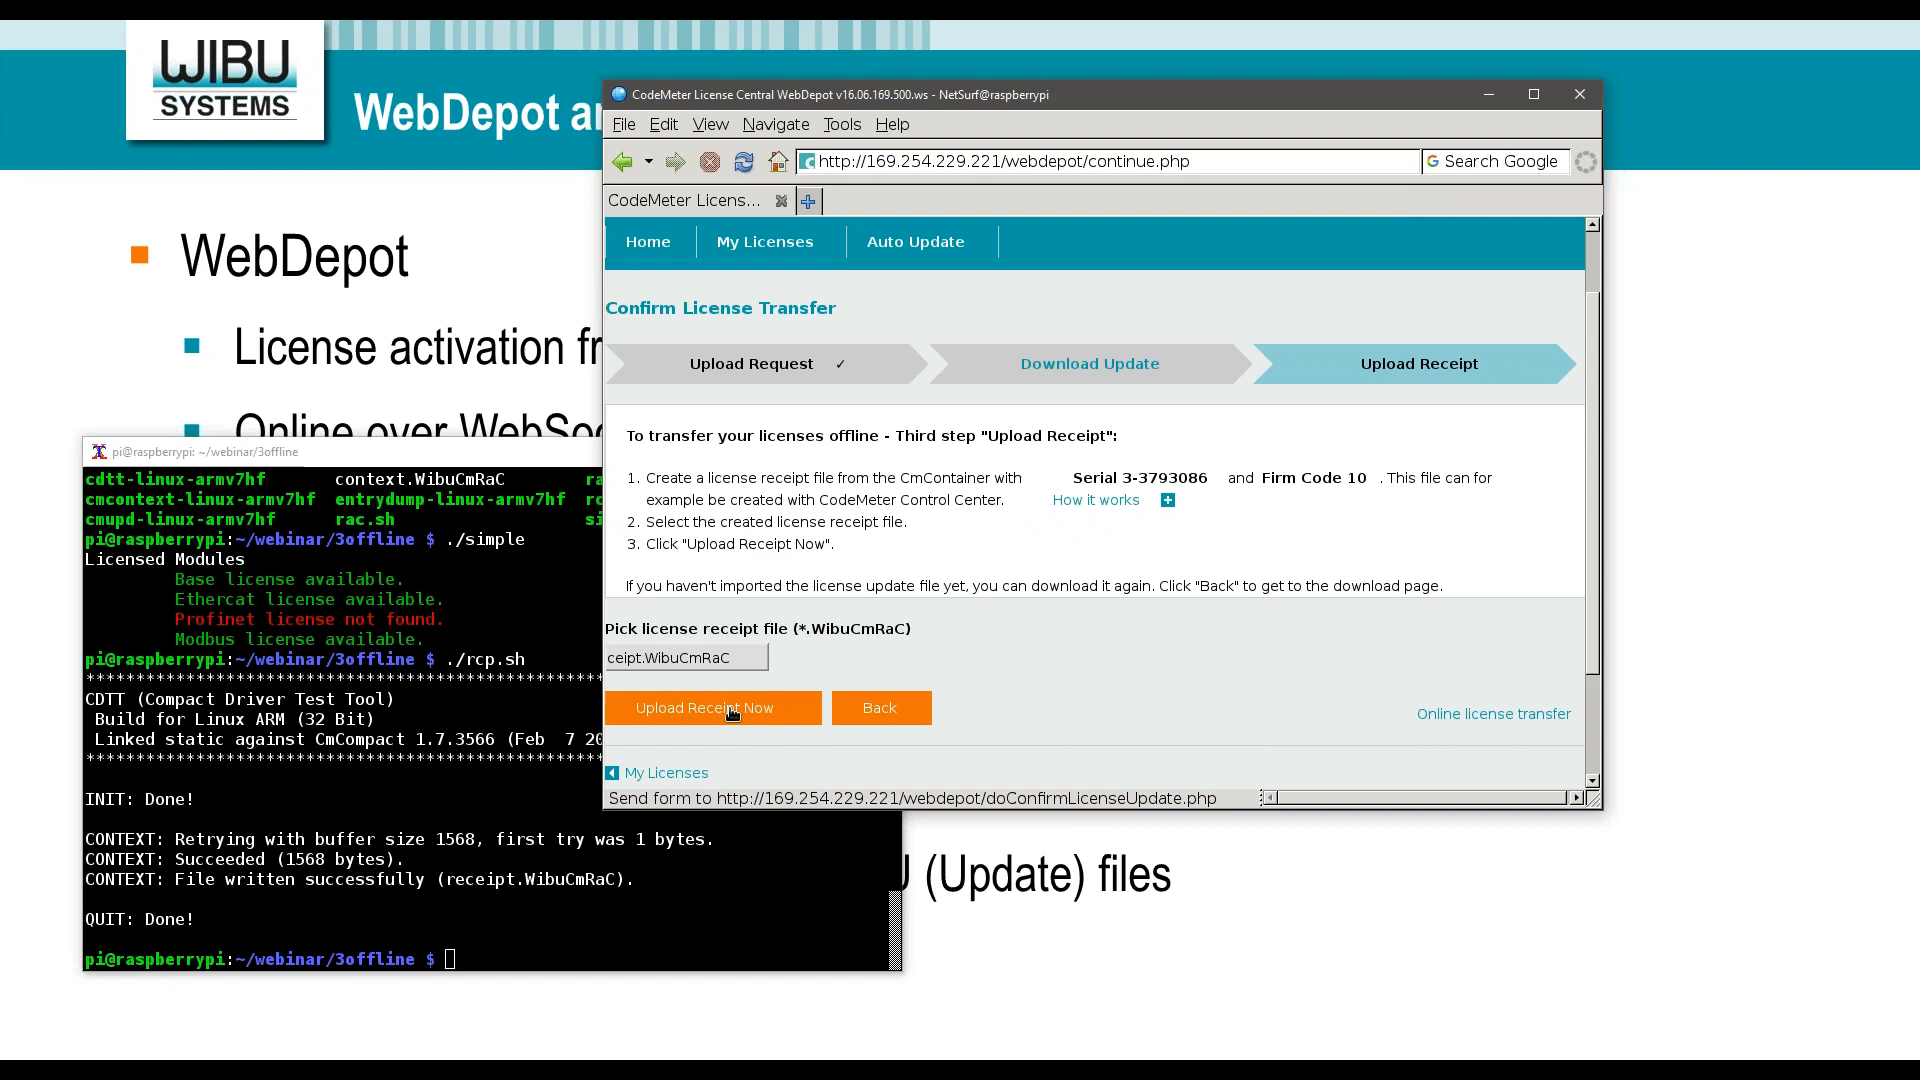 WIBU
SYSTEMS
WebDepot a
WebDepot
License activation f
Online over WebSo
(Update) files
CodeMeter License Central WebDepot v16.06.169.500.ws - NetSurf@raspberrypi
File Edit View Navigate Tools Help
http://169.254.229.221/webdepot/continue.php
Search Google
CodeMeter Licens...
Home My Licenses Auto Update
Confirm License Transfer
Upload Request ✓ Download Update Upload Receipt
To transfer your licenses offline - Third step "Upload Receipt":
1. Create a license receipt file from the CmContainer with Serial 3-3793086 and Firm Code 10 . This file can for
example be created with CodeMeter Control Center. How it works
2. Select the created license receipt file.
3. Click "Upload Receipt Now".
If you haven't imported the license update file yet, you can download it again. Click "Back" to get to the download page.
Pick license receipt file (*.WibuCmRaC)
ceipt.WibuCmRaC
Upload Receipt Now Back
Online license transfer
My Licenses
Send form to http://169.254.229.221/webdepot/doConfirmLicenseUpdate.php
pi@raspberrypi: ~/webinar/3offline
cdtt-linux-armv7hf context.WibuCmRaC ra
cmcontext-linux-armv7hf entrydump-linux-armv7hf rc
cmupd-linux-armv7hf rac.sh si
pi@raspberrypi:~/webinar/3offline $ ./simple
Licensed Modules
Base license available.
Ethercat license available.
Profinet license not found.
Modbus license available.
pi@raspberrypi:~/webinar/3offline $ ./rcp.sh
****************************************************
CDTT (Compact Driver Test Tool)
Build for Linux ARM (32 Bit)
Linked static against CmCompact 1.7.3566 (Feb  7 20
****************************************************
INIT: Done!
CONTEXT: Retrying with buffer size 1568, first try was 1 bytes.
CONTEXT: Succeeded (1568 bytes).
CONTEXT: File written successfully (receipt.WibuCmRaC).
QUIT: Done!
pi@raspberrypi:~/webinar/3offline $